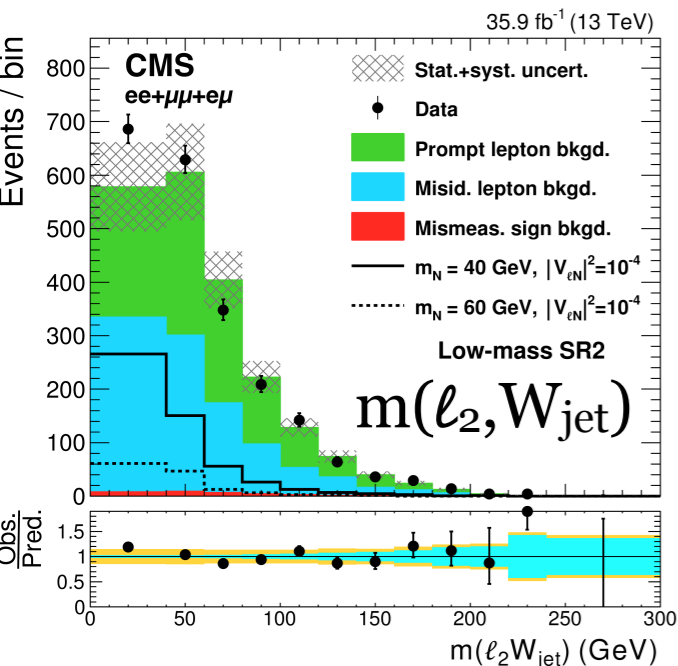 35.9 fb⁻¹ (13 TeV)
Events / bin
800
700
600
500
400
300
200
100
0
CMS
ee+μμ+eμ
Stat.+syst. uncert.
Data
Prompt lepton bkgd.
Misid. lepton bkgd.
Mismeas. sign bkgd.
m_N = 40 GeV, |V_ℓN|²=10⁻⁴
m_N = 60 GeV, |V_ℓN|²=10⁻⁴
Low-mass SR2
m(ℓ₂,W_jet)
Obs.
Pred.
1.5
1
0.5
0
0 50 100 150 200 250 300
m(ℓ₂W_jet) (GeV)